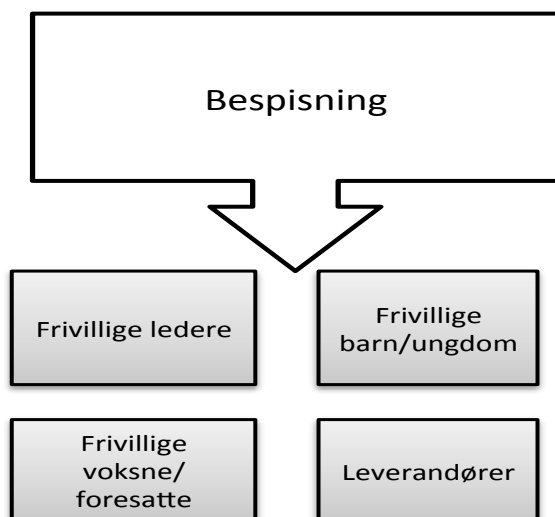 Bespisning
Frivillige ledere
Frivillige
barn/ungdom
Frivillige
voksne/
foresatte
Leverandører